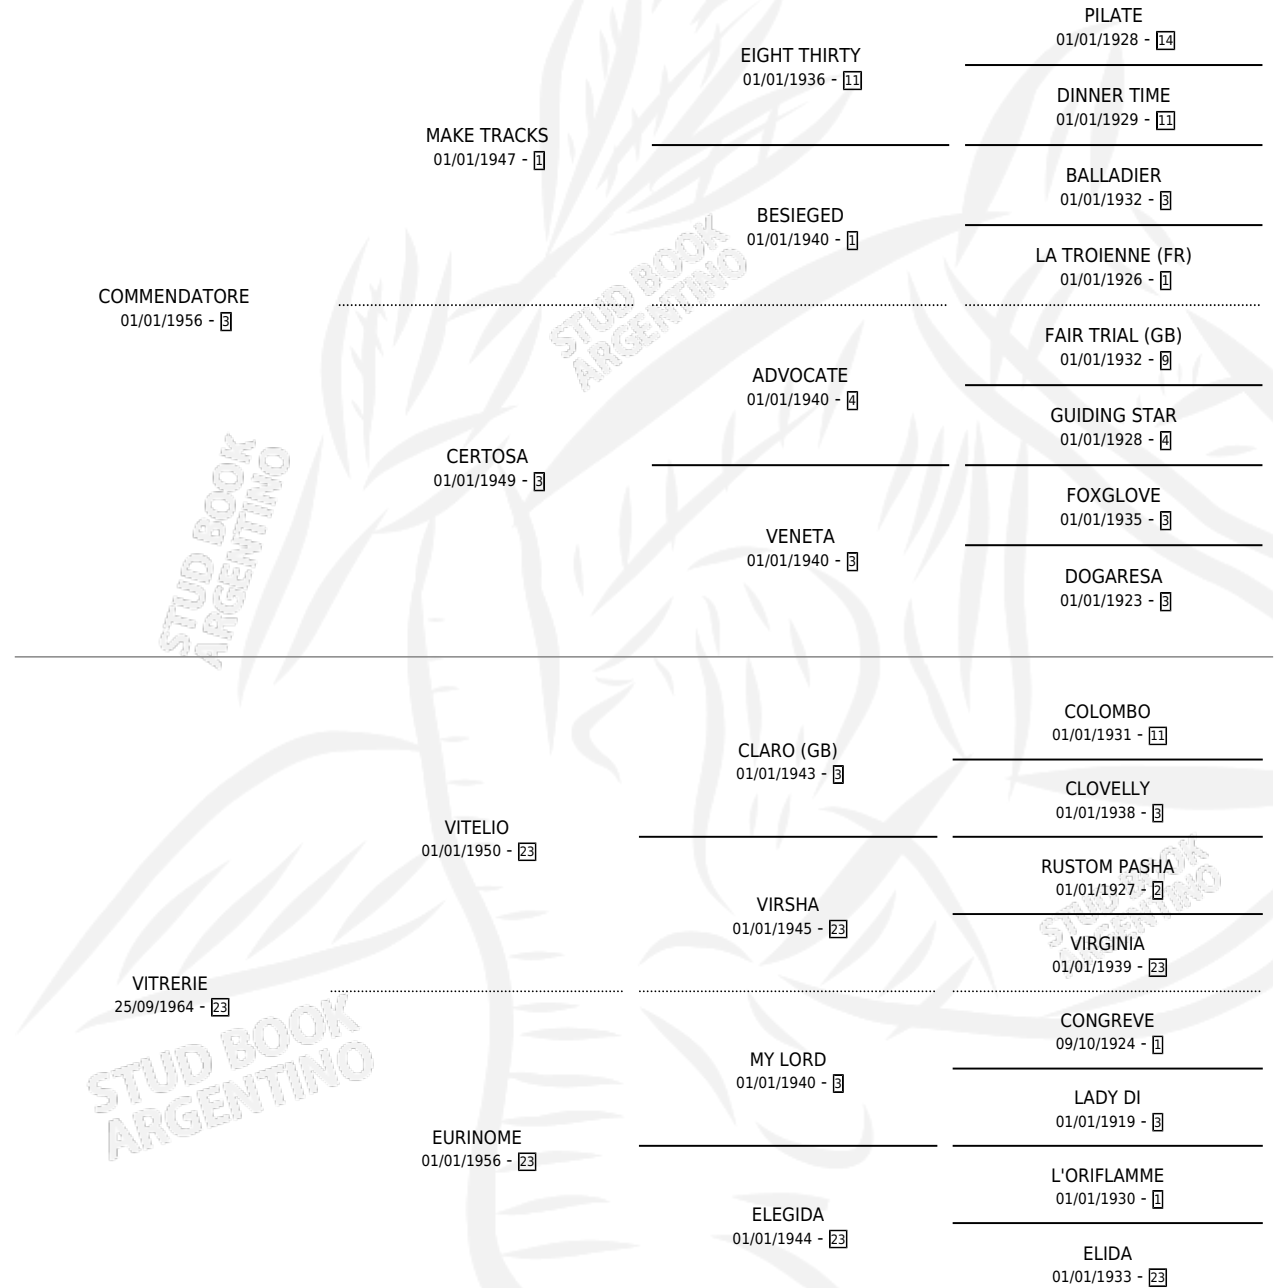 PILATE
01/01/1928 - 14
EIGHT THIRTY
01/01/1936 - 11
DINNER TIME
01/01/1929 - 11
MAKE TRACKS
01/01/1947 - 1
BALLADIER
01/01/1932 - 3
BESIEGED
01/01/1940 - 1
LA TROIENNE (FR)
01/01/1926 - 1
COMMENDATORE
01/01/1956 - 3
FAIR TRIAL (GB)
01/01/1932 - 9
ADVOCATE
01/01/1940 - 4
GUIDING STAR
01/01/1928 - 4
CERTOSA
01/01/1949 - 3
FOXGLOVE
01/01/1935 - 3
VENETA
01/01/1940 - 3
DOGARESA
01/01/1923 - 3
STUD BOOK
ARGENTINO
STUD BOOK
ARGENTINO
COLOMBO
01/01/1931 - 11
CLARO (GB)
01/01/1943 - 3
CLOVELLY
01/01/1938 - 3
VITELIO
01/01/1950 - 23
RUSTOM PASHA
01/01/1927 - 2
VIRSHA
01/01/1945 - 23
VIRGINIA
01/01/1939 - 23
VITRERIE
25/09/1964 - 23
CONGREVE
09/10/1924 - 1
MY LORD
01/01/1940 - 3
LADY DI
01/01/1919 - 3
EURINOME
01/01/1956 - 23
L'ORIFLAMME
01/01/1930 - 1
ELEGIDA
01/01/1944 - 23
ELIDA
01/01/1933 - 23
STUD BOOK
ARGENTINO
STUD BOOK
ARGENTINO